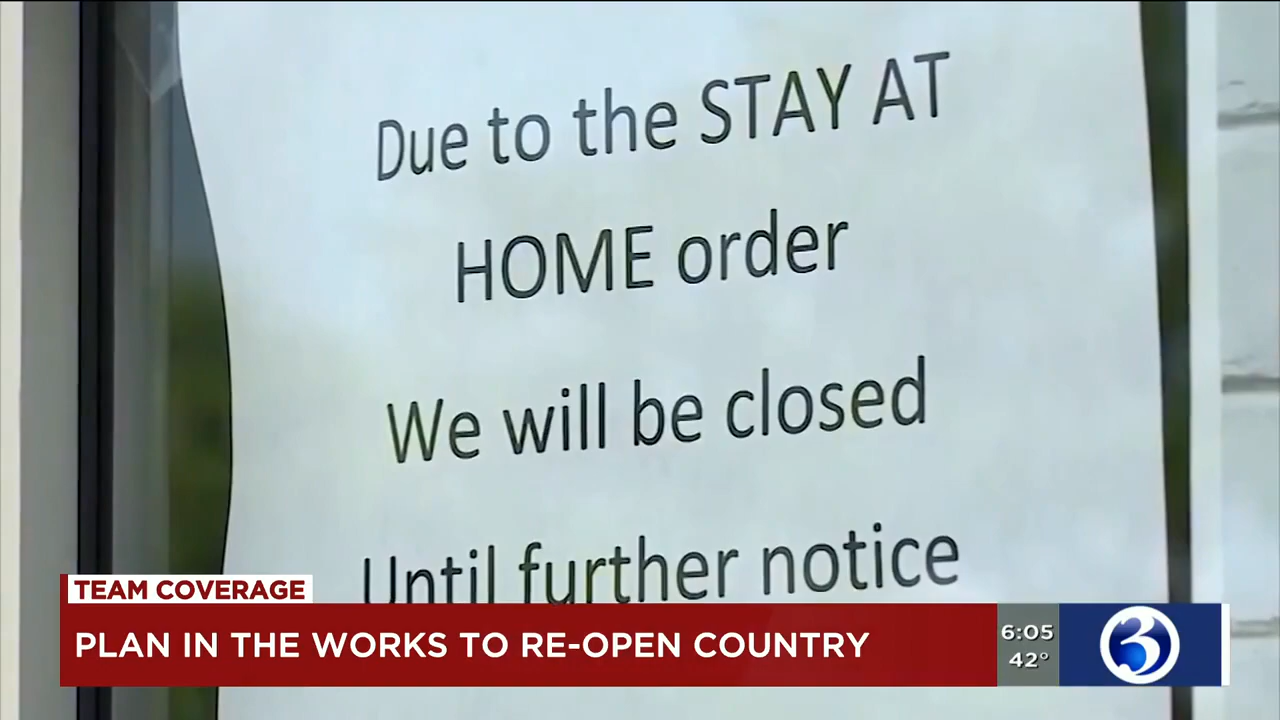 Due to the STAY AT
HOME order
We will be closed
Until further notice
TEAM COVERAGE
PLAN IN THE WORKS TO RE-OPEN COUNTRY
6:05
42°
3